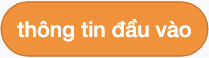 thông tin đầu vào